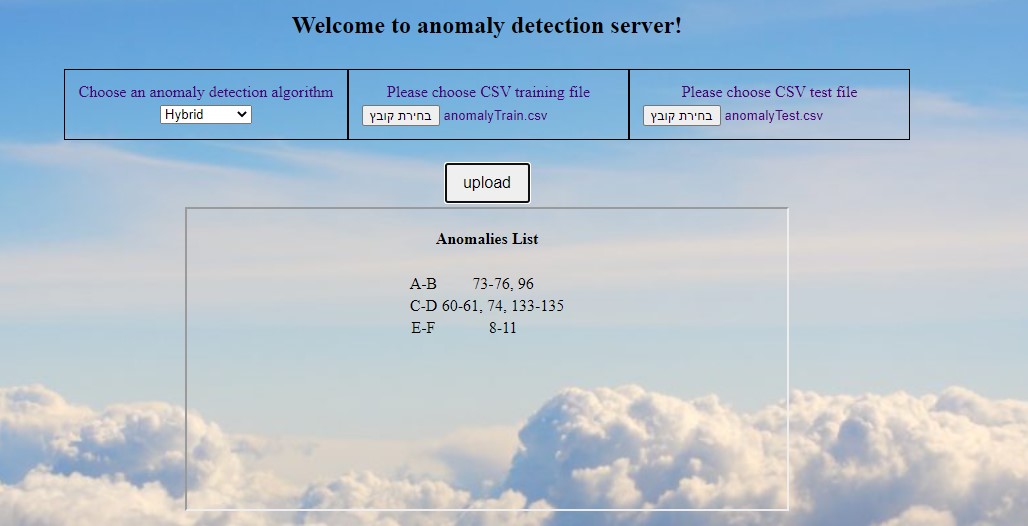 Welcome to anomaly detection server!
Choose an anomaly detection algorithm
Hybrid
Please choose CSV training file
בחירת קובץ anomalyTrain.csv
Please choose CSV test file
בחירת קובץ anomalyTest.csv
upload
Anomalies List
A-B 73-76, 96
C-D 60-61, 74, 133-135
E-F 8-11